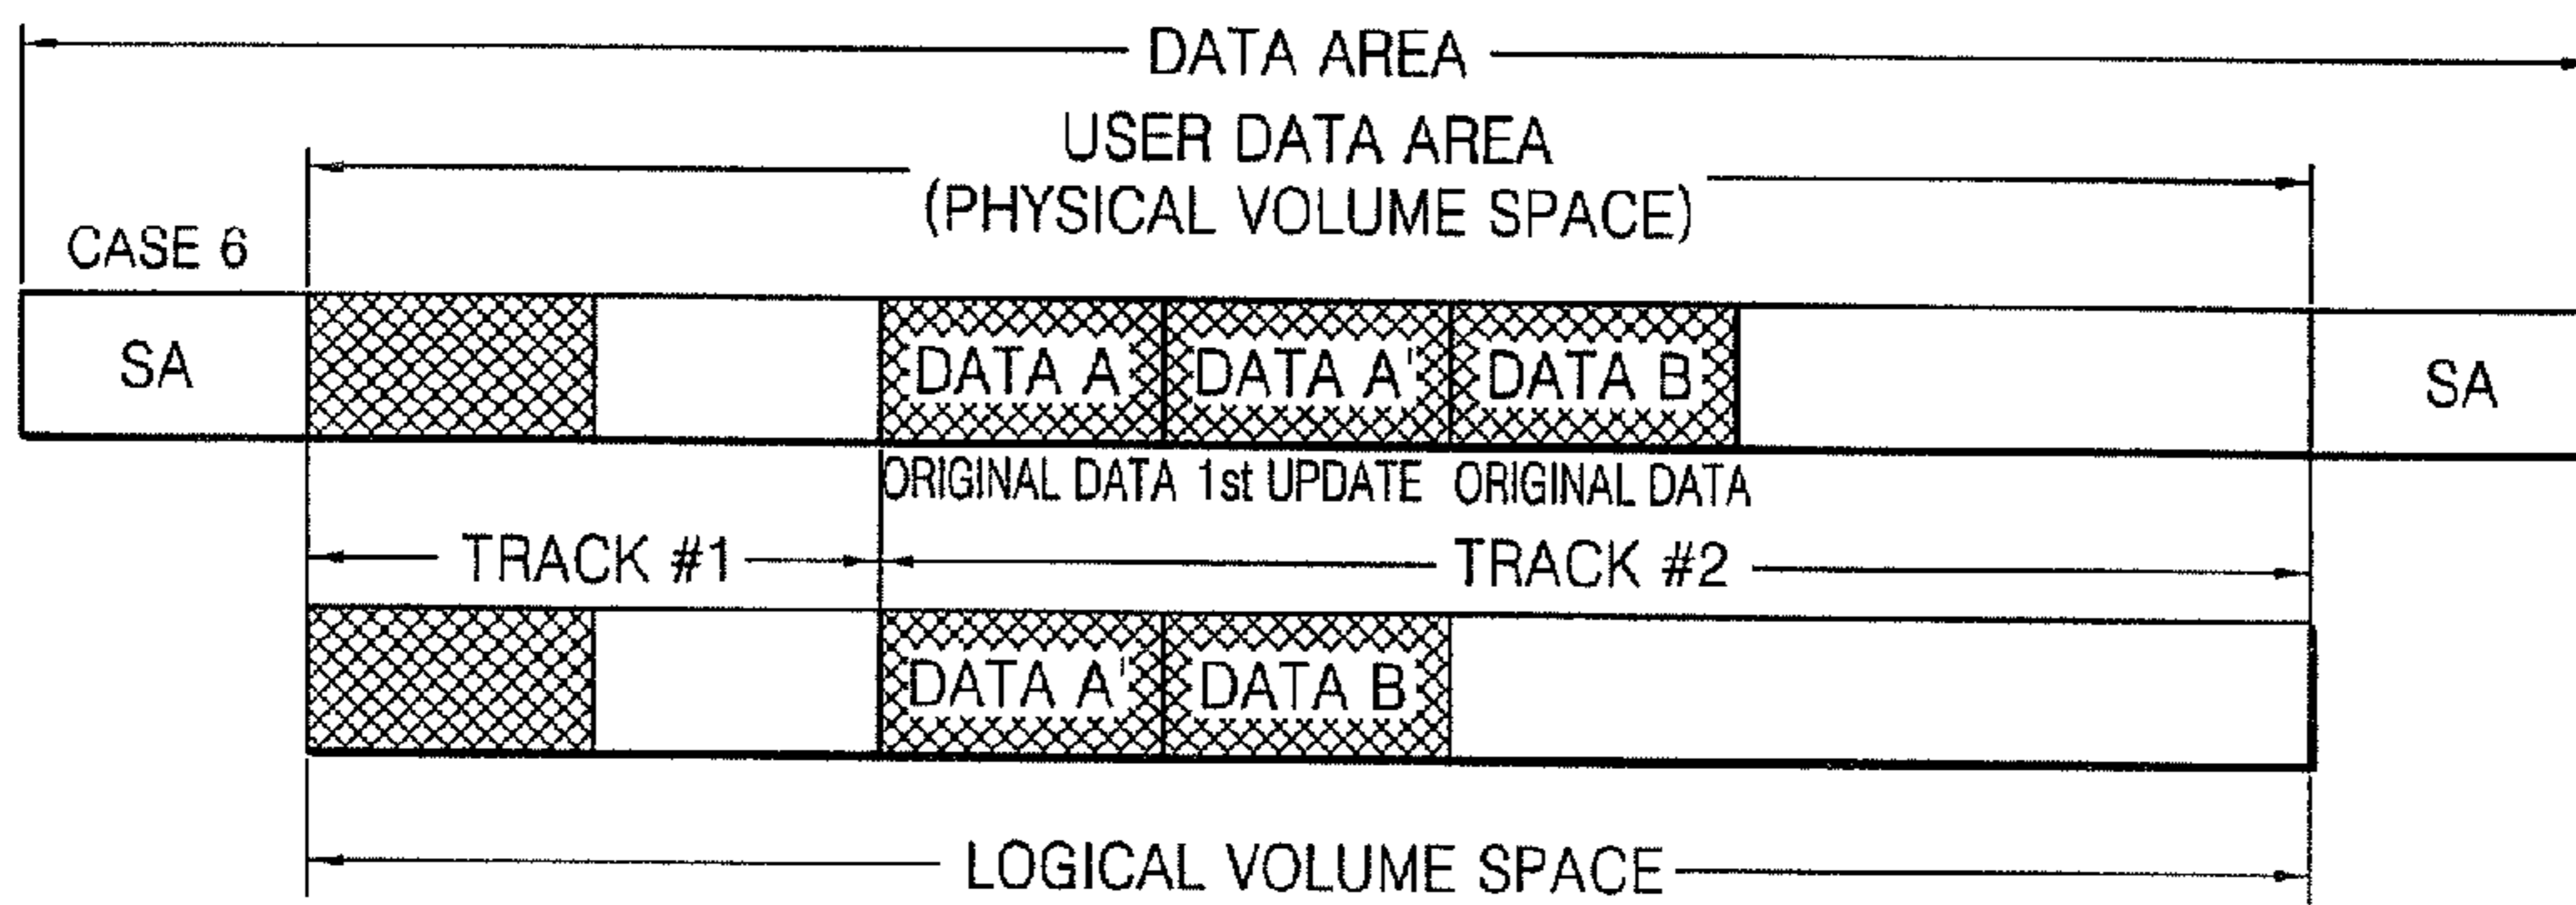 DATA AREA
USER DATA AREA
(PHYSICAL VOLUME SPACE)
CASE 6
SA DATA A DATA A' DATA B SA
ORIGINAL DATA 1st UPDATE ORIGINAL DATA
TRACK #1 TRACK #2
DATA A' DATA B
LOGICAL VOLUME SPACE